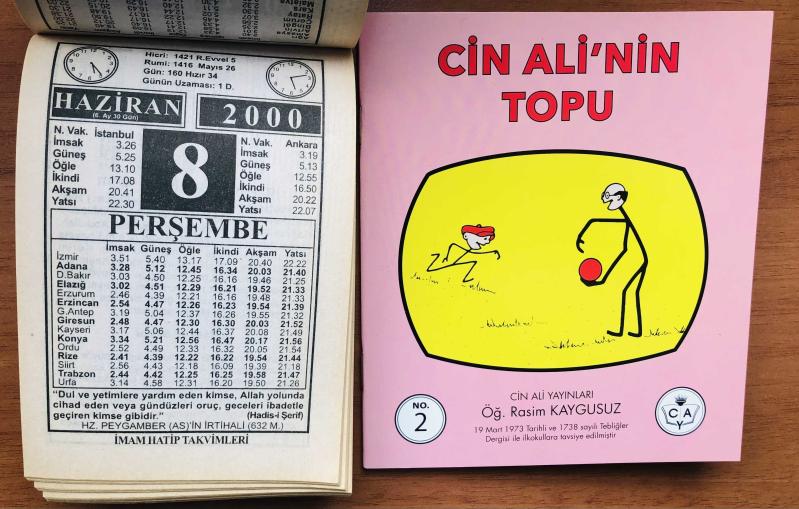 Hicri: 1421 R.Evvel 5
Rumi: 1416 Mayıs 26
Gün: 160 Hızır 34
Günün Uzaması: 1 D.
HAZİRAN
(6. Ay 30 Gün)
2000
N. Vak. İstanbul
İmsak 3.26
Güneş 5.25
Öğle 13.10
İkindi 17.08
Akşam 20.41
Yatsı 22.30
8
N. Vak. Ankara
İmsak 3.19
Güneş 5.13
Öğle 12.55
İkindi 16.50
Akşam 20.22
Yatsı 22.07
PERŞEMBE
İmsak Güneş Öğle İkindi Akşam Yatsı
İzmir 3.51 5.40 13.17 17.09 20.40 22.22
Adana 3.28 5.12 12.45 16.34 20.03 21.40
D.Bakır 3.03 4.50 12.25 16.16 19.46 21.25
Elazığ 3.02 4.51 12.29 16.21 19.52 21.33
Erzurum 2.46 4.39 12.21 16.16 19.48 21.33
Erzincan 2.54 4.47 12.26 16.23 19.54 21.39
G.Antep 3.19 5.04 12.37 16.26 19.55 21.32
Giresun 2.48 4.47 12.30 16.30 20.03 21.52
Kayseri 3.17 5.06 12.44 16.37 20.08 21.49
Konya 3.34 5.21 12.56 16.47 20.17 21.56
Ordu 2.52 4.49 12.33 16.32 20.05 21.54
Rize 2.41 4.39 12.22 16.22 19.54 21.44
Siirt 2.56 4.43 12.18 16.09 19.39 21.18
Trabzon 2.44 4.42 12.25 16.25 19.58 21.47
Urfa 3.14 4.58 12.31 16.20 19.50 21.26
"Dul ve yetimlere yardım eden kimse, Allah yolunda
cihad eden veya gündüzleri oruç, geceleri ibadetle
geçiren kimse gibidir." (Hadis-i Şerif)
HZ. PEYGAMBER (AS)'İN İRTİHALİ (632 M.)
İMAM HATİP TAKVİMLERİ
CİN ALİ'NİN
TOPU
NO.
2
CİN ALİ YAYINLARI
Öğ. Rasim KAYGUSUZ
19 Mart 1973 Tarihli ve 1738 sayılı Tebliğler
Dergisi ile ilkokullara tavsiye edilmiştir
C A
Y